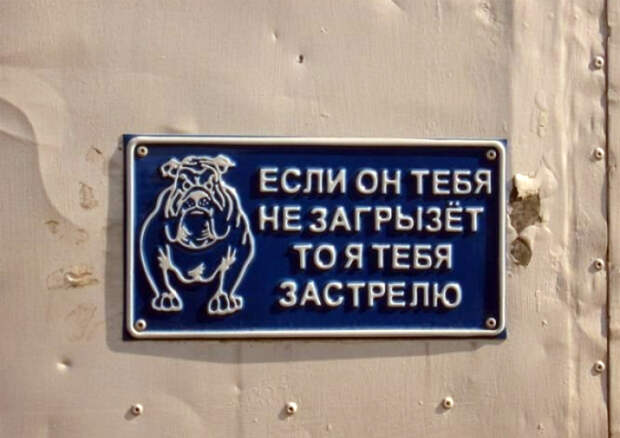 ЕСЛИ ОН ТЕБЯ
НЕ ЗАГРЫЗЁТ
ТО Я ТЕБЯ
ЗАСТРЕЛЮ